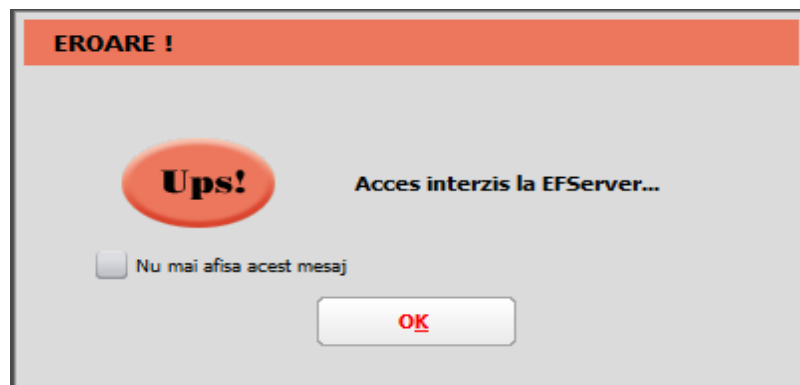 EROARE !
Ups!
Acces interzis la EFServer...
Nu mai afisa acest mesaj
OK